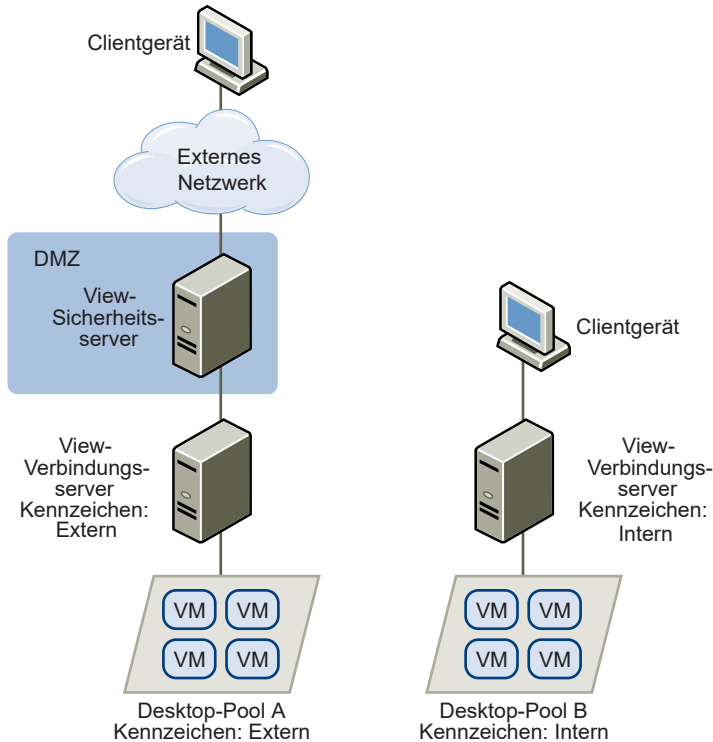 Clientgerät
Externes
Netzwerk
DMZ
View-
Sicherheits-
server
View-
Verbindungs-
server
Kennzeichen:
Extern
VM VM
VM VM
Desktop-Pool A
Kennzeichen: Extern
Clientgerät
View-
Verbindungs-
server
Kennzeichen:
Intern
VM VM
VM VM
Desktop-Pool B
Kennzeichen: Intern